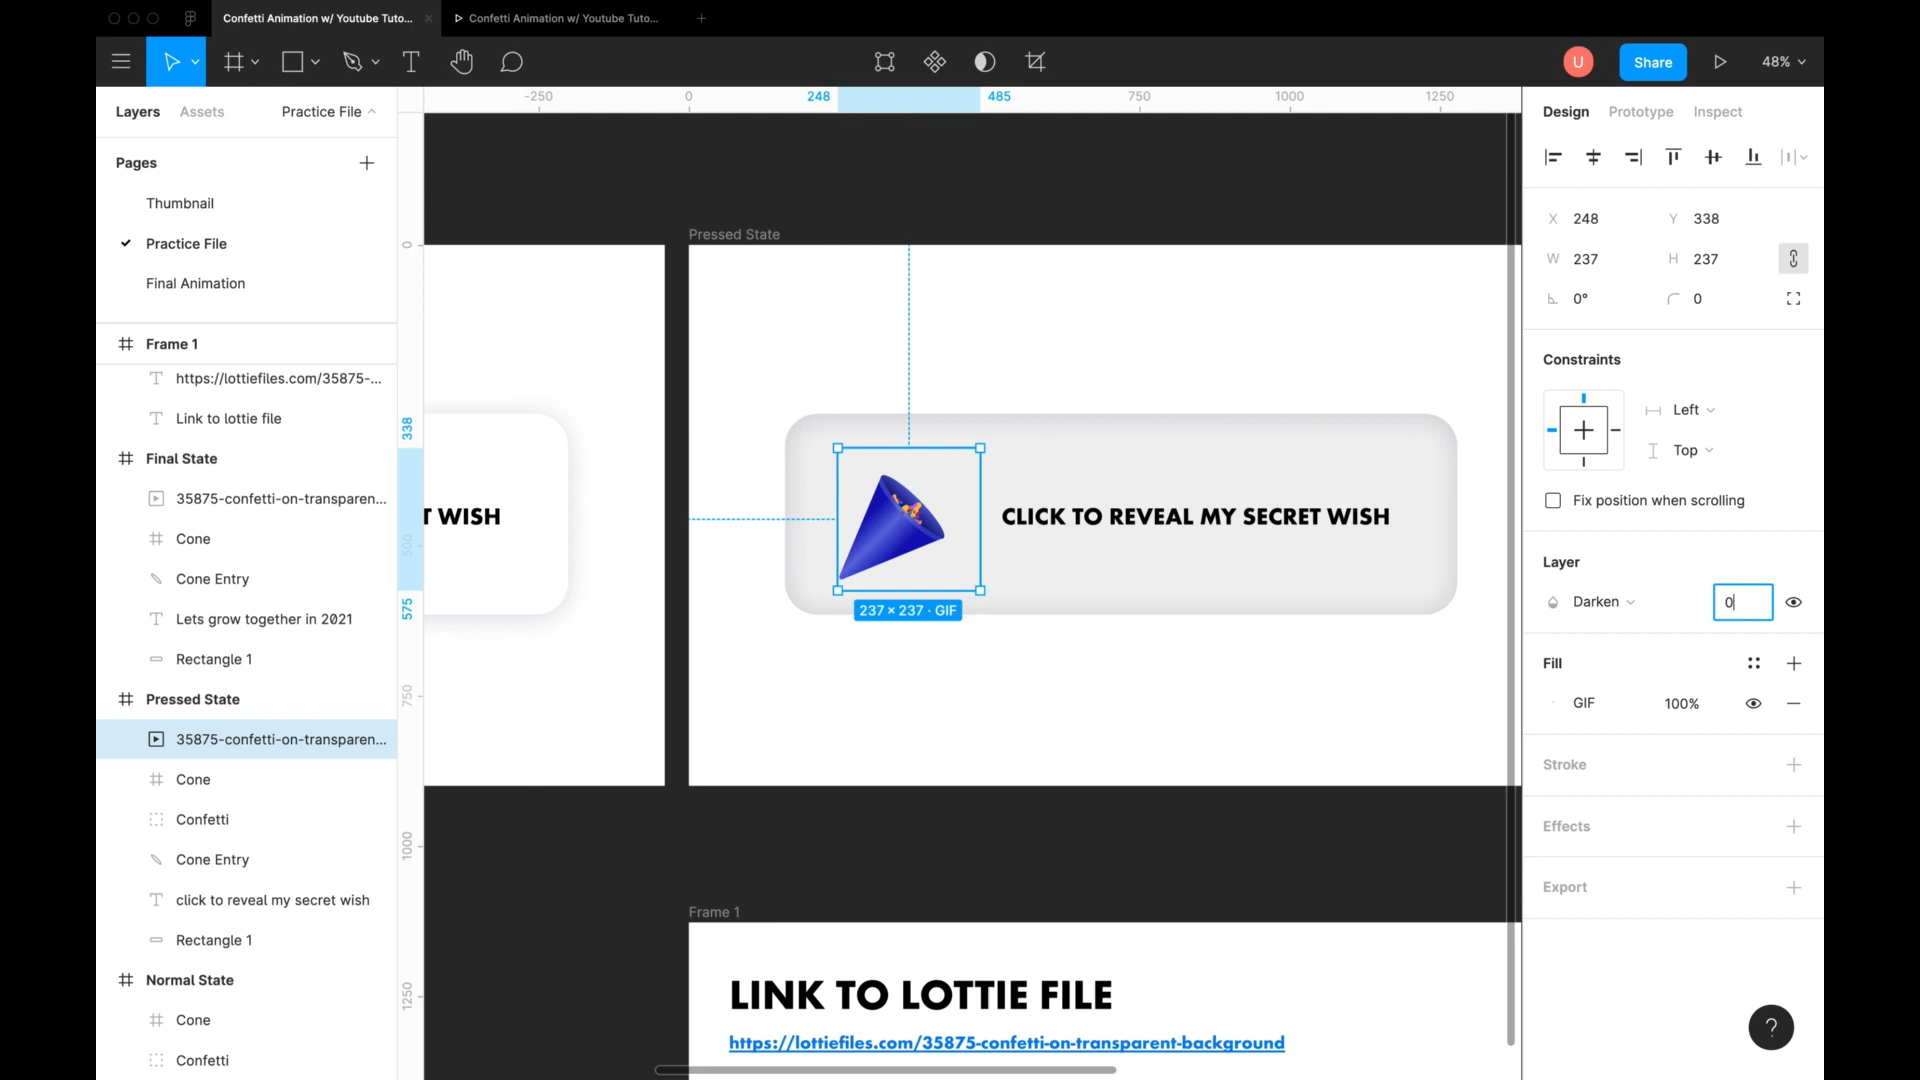 Confetti Animation w/ Youtube Tuto...
Confetti Animation w/ Youtube Tuto...
U
Share
48%
Layers
Assets
Practice File
Pages
Thumbnail
Practice File
Final Animation
Frame 1
https://lottiefiles.com/35875-...
Link to lottie file
Final State
35875-confetti-on-transparen...
Cone
Cone Entry
Lets grow together in 2021
Rectangle 1
Pressed State
35875-confetti-on-transparen...
Cone
Confetti
Cone Entry
click to reveal my secret wish
Rectangle 1
Normal State
Cone
Confetti
-250
0
248
485
750
1000
1250
0
338
500
575
750
1000
1250
Pressed State
T WISH
CLICK TO REVEAL MY SECRET WISH
237 × 237 · GIF
Frame 1
LINK TO LOTTIE FILE
https://lottiefiles.com/35875-confetti-on-transparent-background
Design
Prototype
Inspect
X 248
Y 338
W 237
H 237
0°
0
Constraints
Left
Top
Fix position when scrolling
Layer
Darken
0
Fill
GIF
100%
Stroke
Effects
Export
?